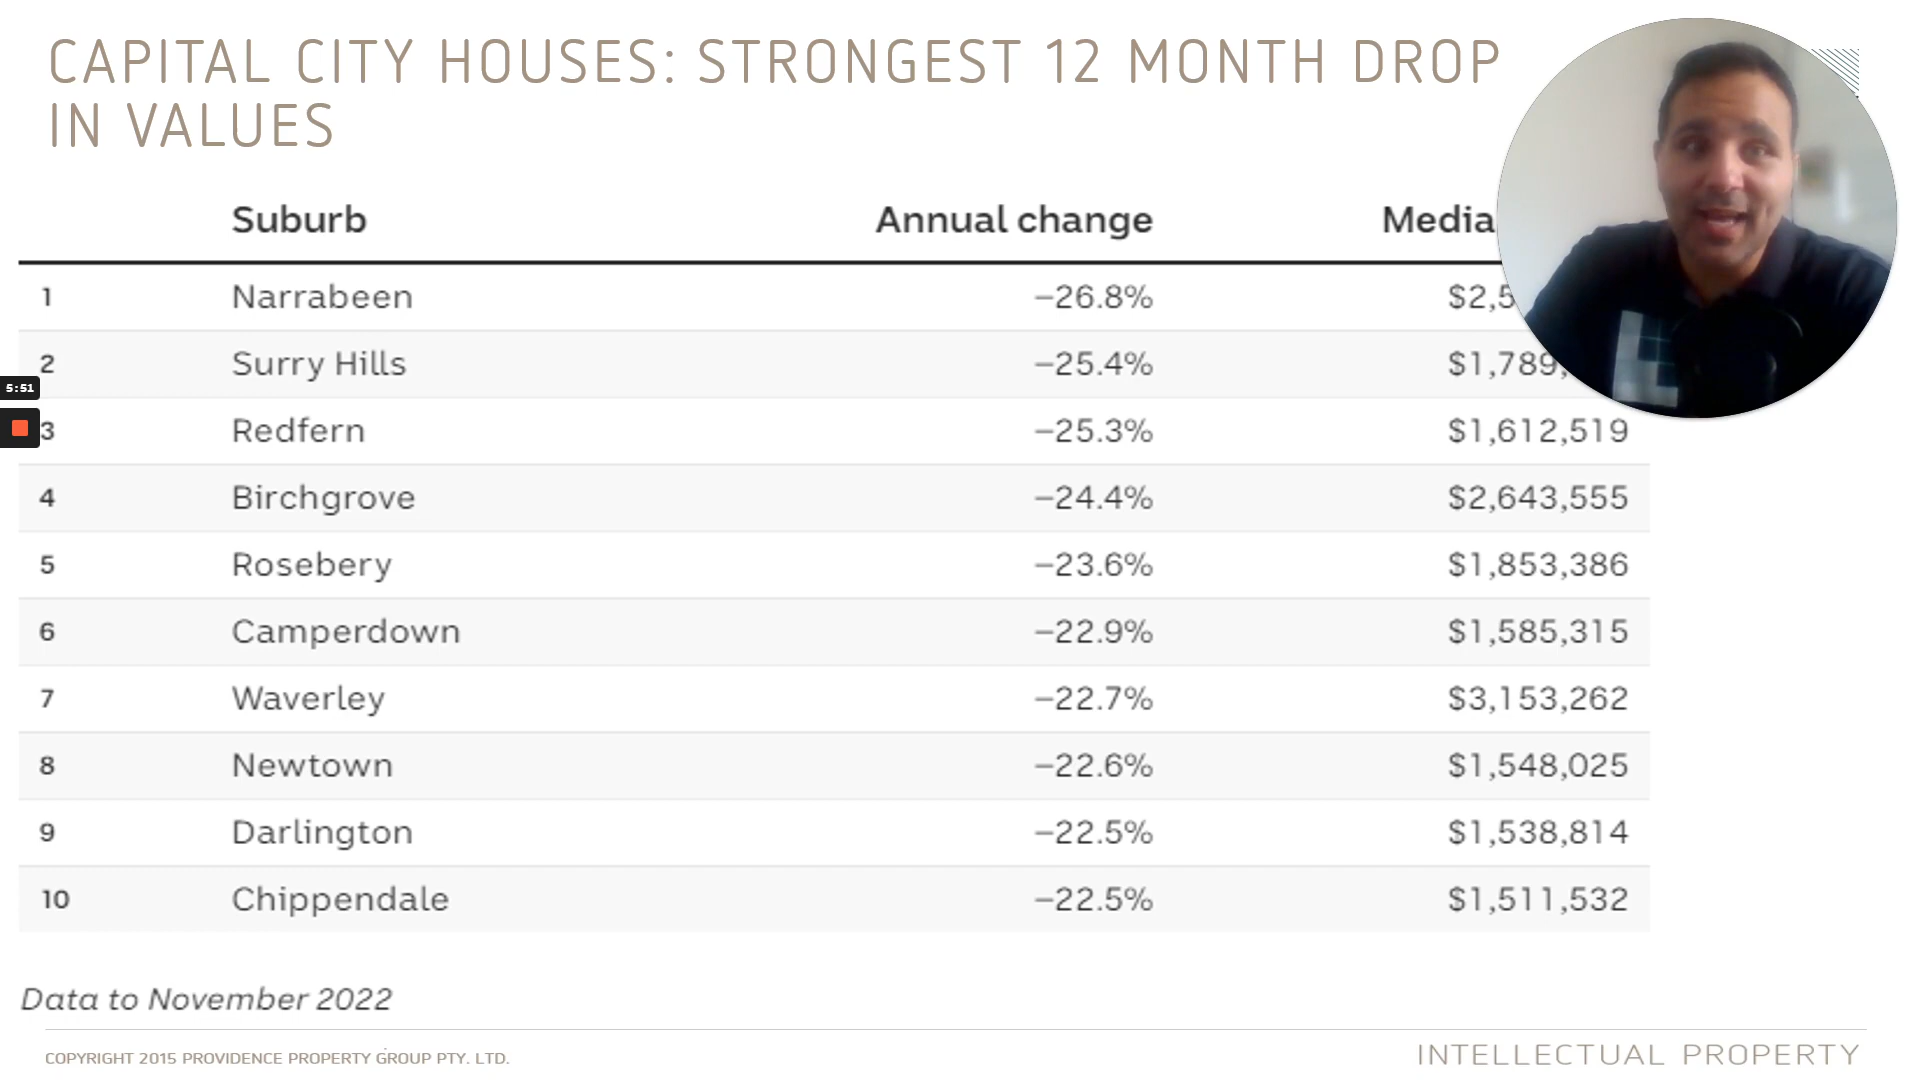 CAPITAL CITY HOUSES: STRONGEST 12 MONTH DROP
IN VALUES
Suburb Annual change Media
1 Narrabeen −26.8% $2,5
2 Surry Hills −25.4% $1,789,
5:51
3 Redfern −25.3% $1,612,519
4 Birchgrove −24.4% $2,643,555
5 Rosebery −23.6% $1,853,386
6 Camperdown −22.9% $1,585,315
7 Waverley −22.7% $3,153,262
8 Newtown −22.6% $1,548,025
9 Darlington −22.5% $1,538,814
10 Chippendale −22.5% $1,511,532
Data to November 2022
COPYRIGHT 2015 PROVIDENCE PROPERTY GROUP PTY. LTD. INTELLECTUAL PROPERTY